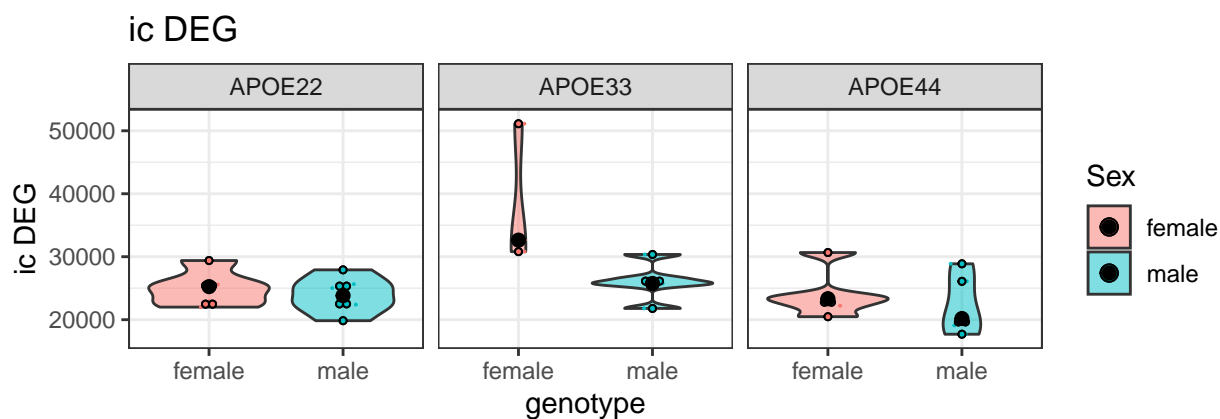 ic DEG
APOE22 APOE33 APOE44
50000
40000
30000
20000
ic DEG
female male female male female male
genotype
Sex
female
male